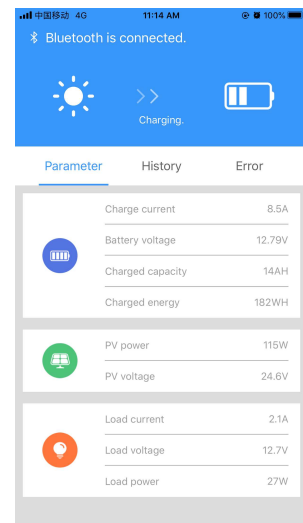 中国移动 4G 11:14 AM 100%
Bluetooth is connected.
>>
Charging.
Parameter History Error
Charge current 8.5A
Battery voltage 12.79V
Charged capacity 14AH
Charged energy 182WH
PV power 115W
PV voltage 24.6V
Load current 2.1A
Load voltage 12.7V
Load power 27W